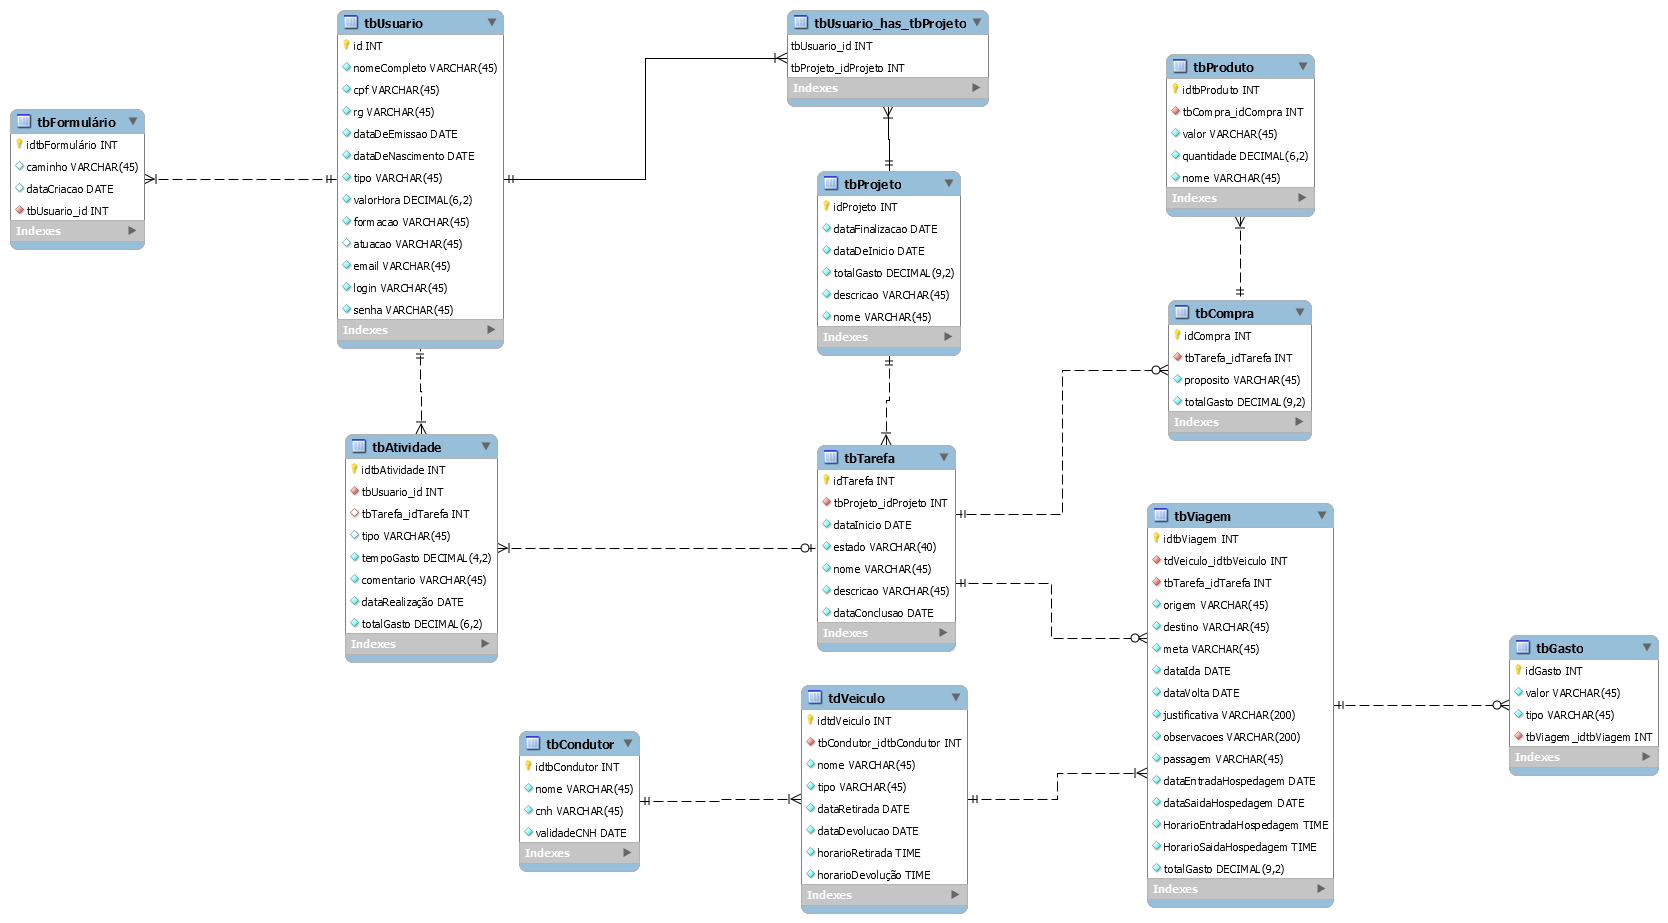 tbUsuario
id INT
nomeCompleto VARCHAR(45)
cpf VARCHAR(45)
rg VARCHAR(45)
dataDeEmissao DATE
dataDeNascimento DATE
tipo VARCHAR(45)
valorHora DECIMAL(6,2)
formacao VARCHAR(45)
atuacao VARCHAR(45)
email VARCHAR(45)
login VARCHAR(45)
senha VARCHAR(45)
Indexes
tbUsuario_has_tbProjeto
tbUsuario_id INT
tbProjeto_idProjeto INT
Indexes
tbProduto
idtbProduto INT
tbCompra_idCompra INT
valor VARCHAR(45)
quantidade DECIMAL(6,2)
nome VARCHAR(45)
Indexes
tbFormulário
idtbFormulário INT
caminho VARCHAR(45)
dataCriacao DATE
tbUsuario_id INT
Indexes
tbProjeto
idProjeto INT
dataFinalizacao DATE
dataDeInicio DATE
totalGasto DECIMAL(9,2)
descricao VARCHAR(45)
nome VARCHAR(45)
Indexes
tbCompra
idCompra INT
tbTarefa_idTarefa INT
proposito VARCHAR(45)
totalGasto DECIMAL(9,2)
Indexes
tbAtividade
idtbAtividade INT
tbUsuario_id INT
tbTarefa_idTarefa INT
tipo VARCHAR(45)
tempoGasto DECIMAL(4,2)
comentario VARCHAR(45)
dataRealização DATE
totalGasto DECIMAL(6,2)
Indexes
tbTarefa
idTarefa INT
tbProjeto_idProjeto INT
dataInicio DATE
estado VARCHAR(40)
nome VARCHAR(45)
descricao VARCHAR(45)
dataConclusao DATE
Indexes
tbViagem
idtbViagem INT
tdVeiculo_idtbVeiculo INT
tbTarefa_idTarefa INT
origem VARCHAR(45)
destino VARCHAR(45)
meta VARCHAR(45)
dataIda DATE
dataVolta DATE
justificativa VARCHAR(200)
observacoes VARCHAR(200)
passagem VARCHAR(45)
dataEntradaHospedagem DATE
dataSaidaHospedagem DATE
HorarioEntradaHospedagem TIME
HorarioSaidaHospedagem TIME
totalGasto DECIMAL(9,2)
Indexes
tbGasto
idGasto INT
valor VARCHAR(45)
tipo VARCHAR(45)
tbViagem_idtbViagem INT
Indexes
tdVeiculo
idtdVeiculo INT
tbCondutor_idtbCondutor INT
nome VARCHAR(45)
tipo VARCHAR(45)
dataRetirada DATE
dataDevolucao DATE
horarioRetirada TIME
horarioDevolução TIME
Indexes
tbCondutor
idtbCondutor INT
nome VARCHAR(45)
cnh VARCHAR(45)
validadeCNH DATE
Indexes